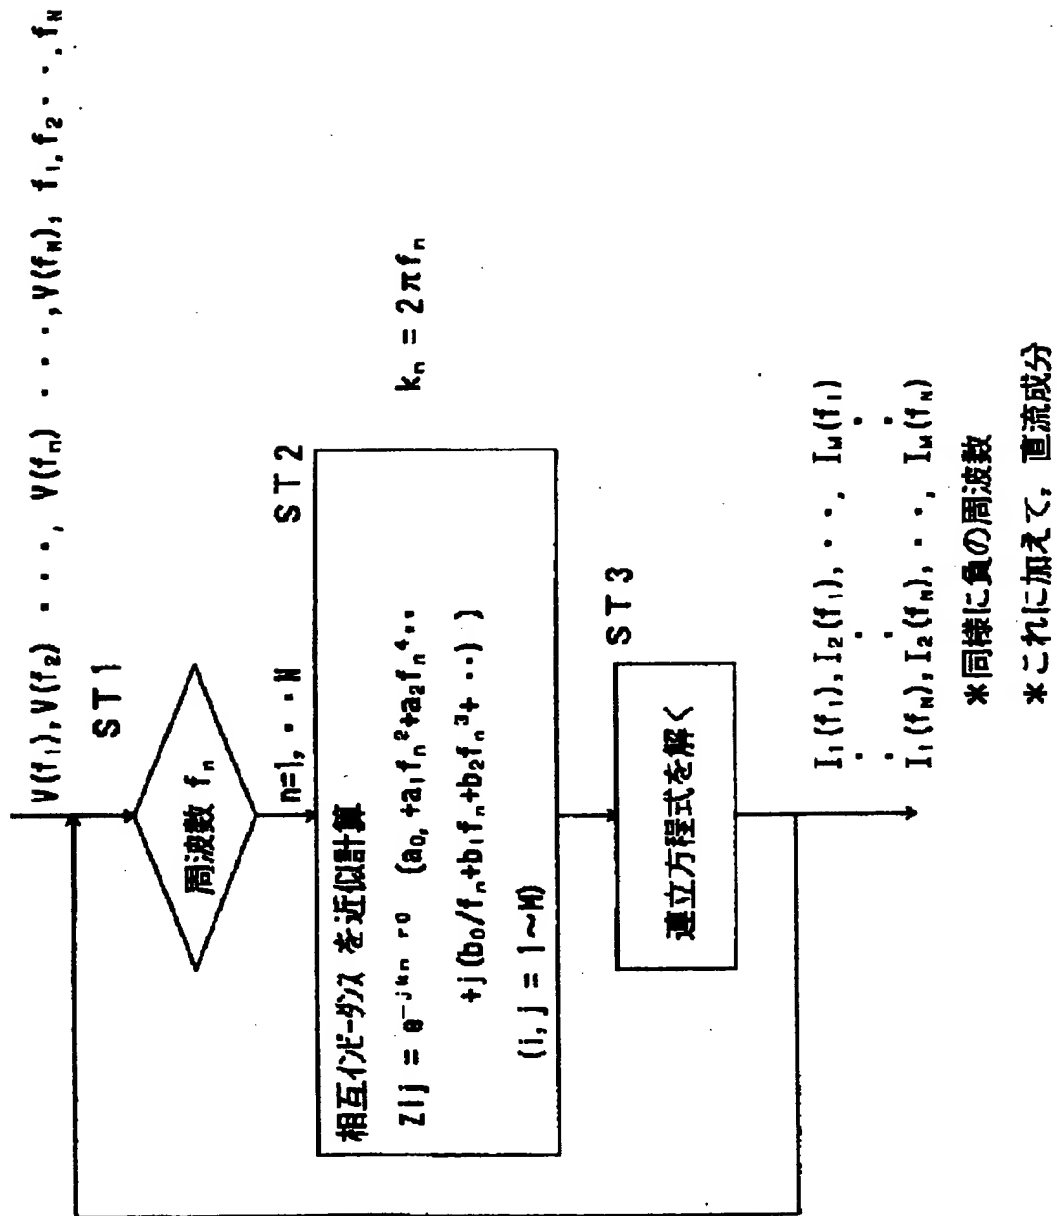 V(f₁),V(f₂) ・ ・ ・, V(fₙ) ・ ・ ・,V(f_N), f₁,f₂・ ・,f_N
ST1
周波数 fₙ
n=1, ・・N
ST2
相互インピーダンス を近似計算
Zij = e^{-jkn r0} (a₀, +a₁fₙ²+a₂fₙ⁴..
+j(b₀/fₙ+b₁fₙ+b₂fₙ³+ ・・) )
(i, j = 1~M)
kₙ = 2πfₙ
ST3
連立方程式を解く
I₁(f₁), I₂(f₁), ・ ・, I_M(f₁)
・ ・ ・ ・
I₁(f_N), I₂(f_N), ・ ・, I_M(f_N)
*同様に負の周波数
*これに加えて, 直流成分